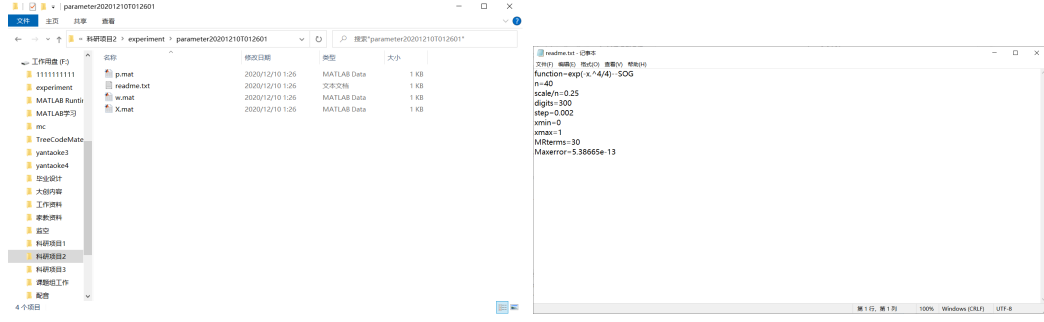 parameter20201210T012601
文件 主页 共享 查看
« 科研项目2 › experiment › parameter20201210T012601
搜索"parameter20201210T012601"
工作用盘 (F:)
1111111111
experiment
MATLAB Runti
MATLAB学习
mc
TreeCodeMate
yantaoke3
yantaoke4
毕业设计
大创内容
工作资料
家教资料
监空
科研项目1
科研项目2
科研项目3
课题组工作
配音
名称 修改日期 类型 大小
p.mat 2020/12/10 1:26 MATLAB Data 1 KB
readme.txt 2020/12/10 1:26 文本文档 1 KB
w.mat 2020/12/10 1:26 MATLAB Data 1 KB
X.mat 2020/12/10 1:26 MATLAB Data 1 KB
4 个项目
readme.txt - 记事本
文件(F) 编辑(E) 格式(O) 查看(V) 帮助(H)
function=exp(-x.^4/4)--SOG
n=40
scale/n=0.25
digits=300
step=0.002
xmin=0
xmax=1
MRterms=30
Maxerror=5.38665e-13
第 1 行，第 1 列 100% Windows (CRLF) UTF-8